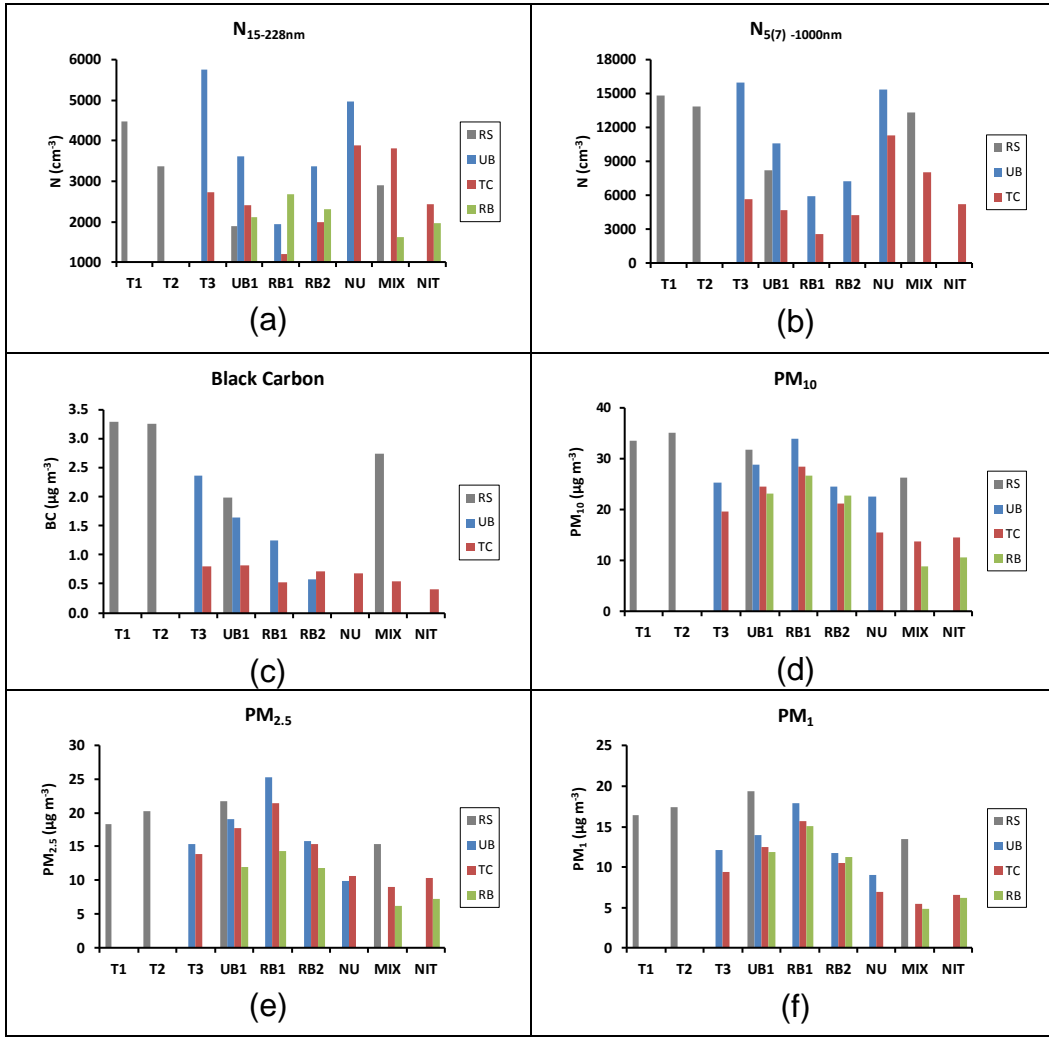 N15-228nm
N (cm-3)
6000
5000
4000
3000
2000
1000
T1 T2 T3 UB1 RB1 RB2 NU MIX NIT
RS
UB
TC
RB
(a)
N5(7) -1000nm
N (cm-3)
18000
15000
12000
9000
6000
3000
0
T1 T2 T3 UB1 RB1 RB2 NU MIX NIT
RS
UB
TC
(b)
Black Carbon
BC (µg m-3)
3.5
3.0
2.5
2.0
1.5
1.0
0.5
0.0
T1 T2 T3 UB1 RB1 RB2 NU MIX NIT
RS
UB
TC
(c)
PM10
PM10 (µg m-3)
40
30
20
10
0
T1 T2 T3 UB1 RB1 RB2 NU MIX NIT
RS
UB
TC
RB
(d)
PM2.5
PM2.5 (µg m-3)
30
25
20
15
10
5
0
T1 T2 T3 UB1 RB1 RB2 NU MIX NIT
RS
UB
TC
RB
(e)
PM1
PM1 (µg m-3)
25
20
15
10
5
0
T1 T2 T3 UB1 RB1 RB2 NU MIX NIT
RS
UB
TC
RB
(f)